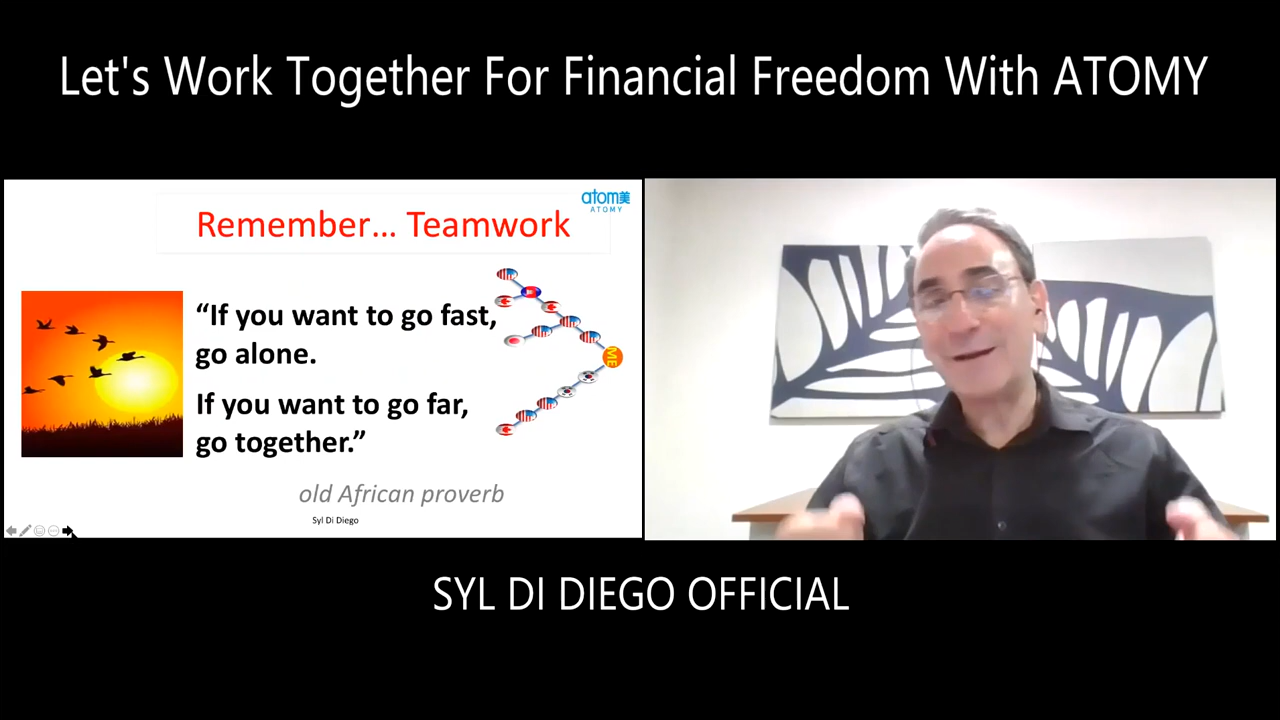 Let's Work Together For Financial Freedom With ATOMY
atom美
ATOMY
Remember... Teamwork
“If you want to go fast,
go alone.
If you want to go far,
go together.”
ME
old African proverb
Syl Di Diego
SYL DI DIEGO OFFICIAL